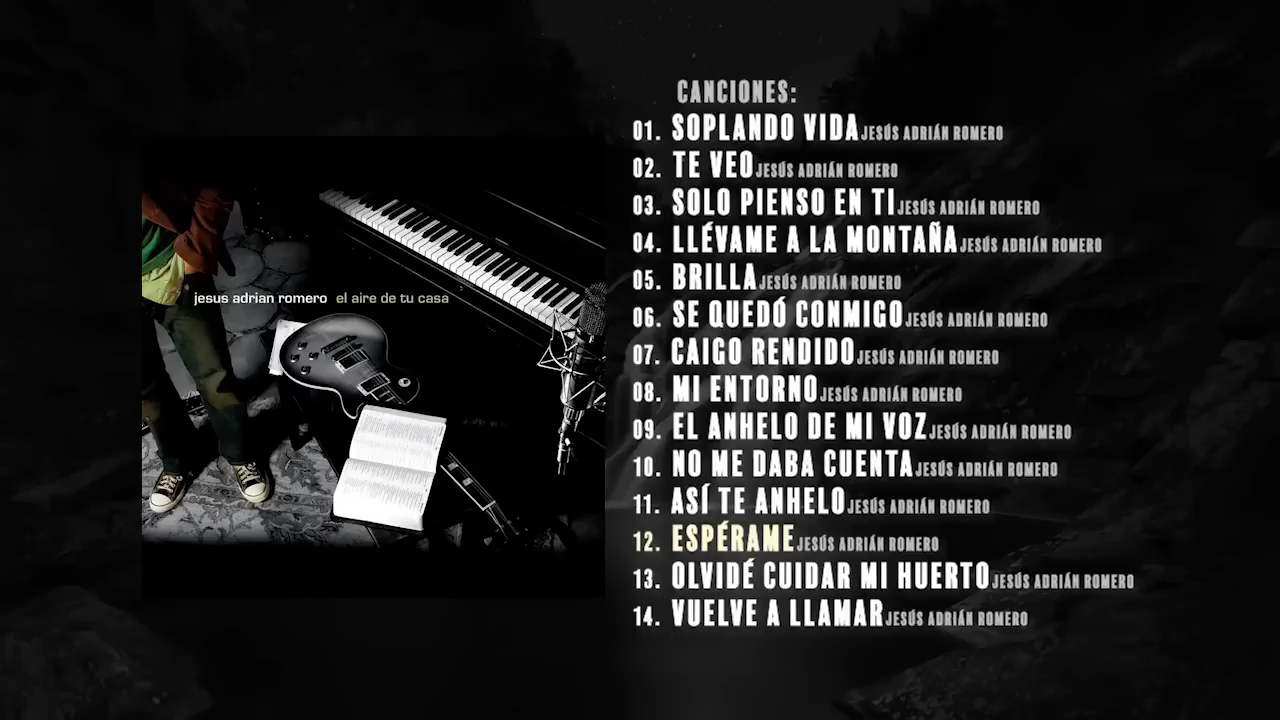 jesus adrian romero el aire de tu casa
CANCIONES:
01. SOPLANDO VIDA JESÚS ADRIÁN ROMERO
02. TE VEO JESÚS ADRIÁN ROMERO
03. SOLO PIENSO EN TI JESÚS ADRIÁN ROMERO
04. LLÉVAME A LA MONTAÑA JESÚS ADRIÁN ROMERO
05. BRILLA JESÚS ADRIÁN ROMERO
06. SE QUEDÓ CONMIGO JESÚS ADRIÁN ROMERO
07. CAIGO RENDIDO JESÚS ADRIÁN ROMERO
08. MI ENTORNO JESÚS ADRIÁN ROMERO
09. EL ANHELO DE MI VOZ JESÚS ADRIÁN ROMERO
10. NO ME DABA CUENTA JESÚS ADRIÁN ROMERO
11. ASÍ TE ANHELO JESÚS ADRIÁN ROMERO
12. ESPÉRAME JESÚS ADRIÁN ROMERO
13. OLVIDÉ CUIDAR MI HUERTO JESÚS ADRIÁN ROMERO
14. VUELVE A LLAMAR JESÚS ADRIÁN ROMERO